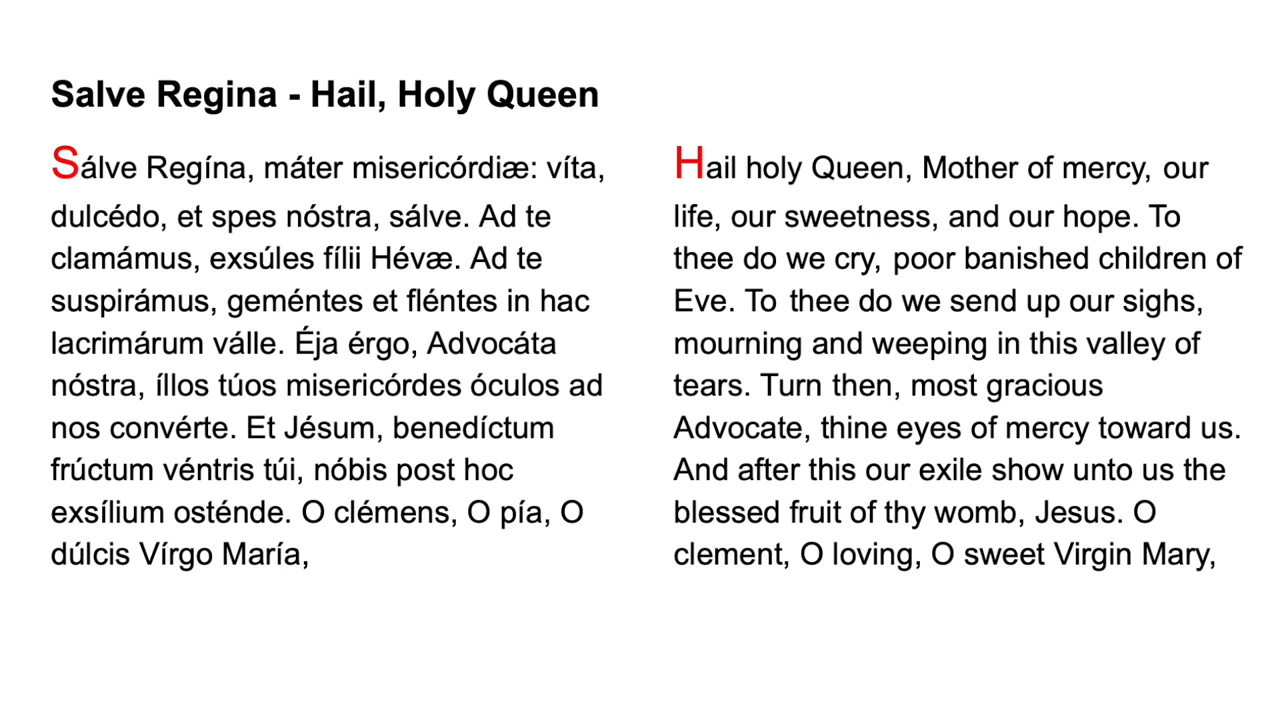 Salve Regina - Hail, Holy Queen
Sálve Regína, máter misericórdiæ: víta,
dulcédo, et spes nóstra, sálve. Ad te
clamámus, exsúles fílii Hévæ. Ad te
suspirámus, geméntes et fléntes in hac
lacrimárum válle. Éja érgo, Advocáta
nóstra, íllos túos misericórdes óculos ad
nos convérte. Et Jésum, benedíctum
frúctum véntris túi, nóbis post hoc
exsílium osténde. O clémens, O pía, O
dúlcis Vírgo María,
Hail holy Queen, Mother of mercy, our
life, our sweetness, and our hope. To
thee do we cry, poor banished children of
Eve. To thee do we send up our sighs,
mourning and weeping in this valley of
tears. Turn then, most gracious
Advocate, thine eyes of mercy toward us.
And after this our exile show unto us the
blessed fruit of thy womb, Jesus. O
clement, O loving, O sweet Virgin Mary,